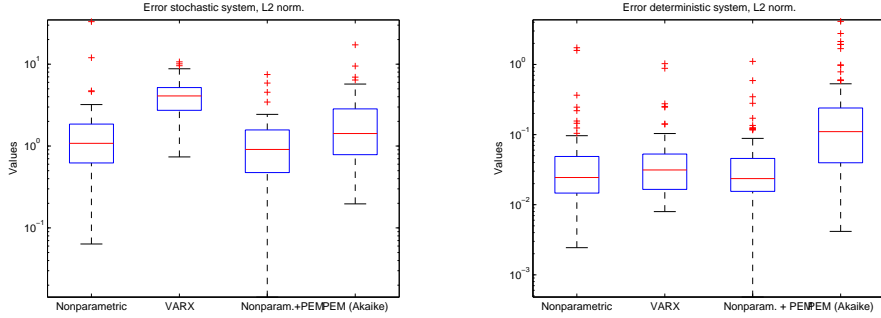 Error stochastic system, L2 norm.
10^1
10^0
10^-1
Values
Nonparametric VARX Nonparam.+PEM PEM (Akaike)
Error deterministic system, L2 norm.
10^0
10^-1
10^-2
10^-3
Values
Nonparametric VARX Nonparam. + PEM PEM (Akaike)